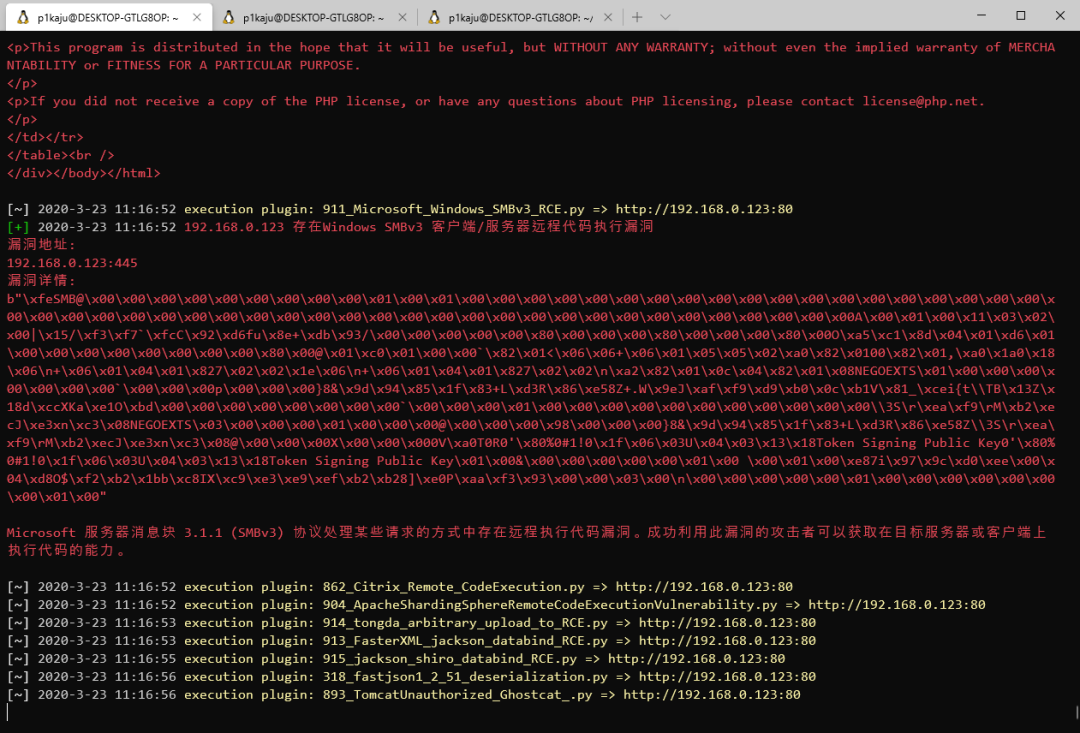 p1kaju@DESKTOP-GTLG8OP: ~
p1kaju@DESKTOP-GTLG8OP: ~
p1kaju@DESKTOP-GTLG8OP: ~/
<p>This program is distributed in the hope that it will be useful, but WITHOUT ANY WARRANTY; without even the implied warranty of MERCHA
NTABILITY or FITNESS FOR A PARTICULAR PURPOSE.
</p>
<p>If you did not receive a copy of the PHP license, or have any questions about PHP licensing, please contact license@php.net.
</p>
</td></tr>
</table><br />
</div></body></html>
[~] 2020-3-23 11:16:52 execution plugin: 911_Microsoft_Windows_SMBv3_RCE.py => http://192.168.0.123:80
[+] 2020-3-23 11:16:52 192.168.0.123 存在Windows SMBv3 客户端/服务器远程代码执行漏洞
漏洞地址:
192.168.0.123:445
漏洞详情:
b"\xfeSMB@\x00\x00\x00\x00\x00\x00\x00\x00\x00\x01\x00\x01\x00\x00\x00\x00\x00\x00\x00\x00\x00\x00\x00\x00\x00\x00\x00\x00\x00\x00\x00\x0
0\x00\x00\x00\x00\x00\x00\x00\x00\x00\x00\x00\x00\x00\x00\x00\x00\x00\x00\x00\x00\x00\x00\x00\x00\x00\x00A\x00\x01\x00\x11\x03\x02\
x00|\x15/\xf3\xf7`\xfcC\x92\xd6fu\x8e+\xdb\x93/\x00\x00\x00\x00\x00\x80\x00\x00\x00\x80\x00\x00\x00\x80\x00O\xa5\xc1\x8d\x04\x01\xd6\x01
\x00\x00\x00\x00\x00\x00\x00\x00\x80\x00@\x01\xc0\x01\x00\x00`\x82\x01<\x06\x06+\x06\x01\x05\x05\x02\xa0\x82\x0100\x82\x01,\xa0\x1a0\x18
\x06\n+\x06\x01\x04\x01\x827\x02\x02\x1e\x06\n+\x06\x01\x04\x01\x827\x02\x02\n\xa2\x82\x01\x0c\x04\x82\x01\x08NEGOEXTS\x01\x00\x00\x00\x
00\x00\x00\x00`\x00\x00\x00p\x00\x00\x00}8&\x9d\x94\x85\x1f\x83+L\xd3R\x86\xe58Z+.W\x9eJ\xaf\xf9\xd9\xb0\x0c\xb1V\x81_\xcei{t\\TB\x13Z\x
18d\xccXKa\xe1O\xbd\x00\x00\x00\x00\x00\x00\x00\x00`\x00\x00\x00\x01\x00\x00\x00\x00\x00\x00\x00\x00\x00\x00\x00\\3S\r\xea\xf9\rM\xb2\xe
cJ\xe3xn\xc3\x08NEGOEXTS\x03\x00\x00\x00\x01\x00\x00\x00@\x00\x00\x00\x98\x00\x00\x00}8&\x9d\x94\x85\x1f\x83+L\xd3R\x86\xe58Z\\3S\r\xea\
xf9\rM\xb2\xecJ\xe3xn\xc3\x08@\x00\x00\x00X\x00\x00\x000V\xa0T0R0'\x80%0#1!0\x1f\x06\x03U\x04\x03\x13\x18Token Signing Public Key0'\x80%
0#1!0\x1f\x06\x03U\x04\x03\x13\x18Token Signing Public Key\x01\x00&\x00\x00\x00\x00\x00\x01\x00 \x00\x01\x00\xe87i\x97\x9c\xd0\xee\x00\x
04\xd8O$\xf2\xb2\x1bb\xc8IX\xc9\xe3\xe9\xef\xb2\xb28]\xe0P\xaa\xf3\x93\x00\x00\x03\x00\n\x00\x00\x00\x00\x00\x01\x00\x00\x00\x00\x00\x00
\x00\x01\x00"
Microsoft 服务器消息块 3.1.1 (SMBv3) 协议处理某些请求的方式中存在远程执行代码漏洞。成功利用此漏洞的攻击者可以获取在目标服务器或客户端上
执行代码的能力。
[~] 2020-3-23 11:16:52 execution plugin: 862_Citrix_Remote_CodeExecution.py => http://192.168.0.123:80
[~] 2020-3-23 11:16:52 execution plugin: 904_ApacheShardingSphereRemoteCodeExecutionVulnerability.py => http://192.168.0.123:80
[~] 2020-3-23 11:16:53 execution plugin: 914_tongda_arbitrary_upload_to_RCE.py => http://192.168.0.123:80
[~] 2020-3-23 11:16:53 execution plugin: 913_FasterXML_jackson_databind_RCE.py => http://192.168.0.123:80
[~] 2020-3-23 11:16:55 execution plugin: 915_jackson_shiro_databind_RCE.py => http://192.168.0.123:80
[~] 2020-3-23 11:16:56 execution plugin: 318_fastjson1_2_51_deserialization.py => http://192.168.0.123:80
[~] 2020-3-23 11:16:56 execution plugin: 893_TomcatUnauthorized_Ghostcat_.py => http://192.168.0.123:80